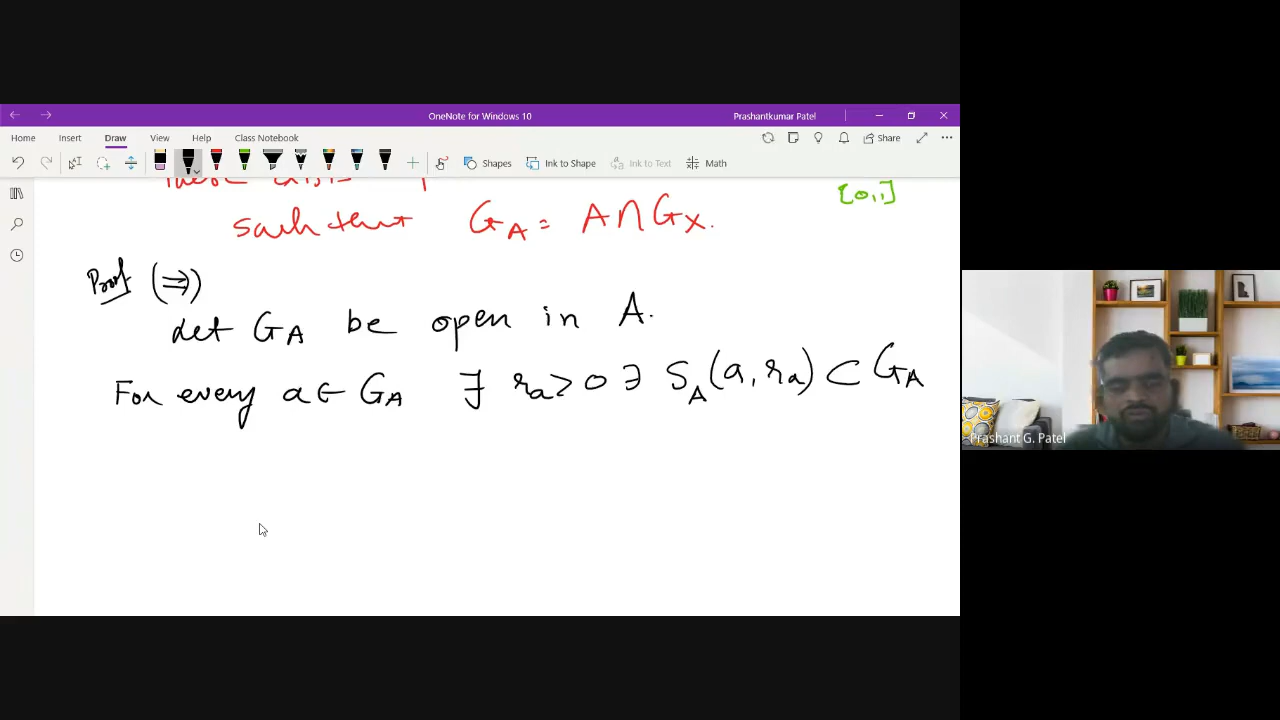 OneNote for Windows 10
Prashantkumar Patel
Home Insert Draw View Help Class Notebook
Share
Shapes Ink to Shape Ink to Text Math
[0,1]
such that G_A = A∩G_X.
Proof (⇒)
Let G_A be open in A.
For every a ∈ G_A ∃ r_a > 0 ∋ S_A(a, r_a) ⊂ G_A
Prashant G. Patel